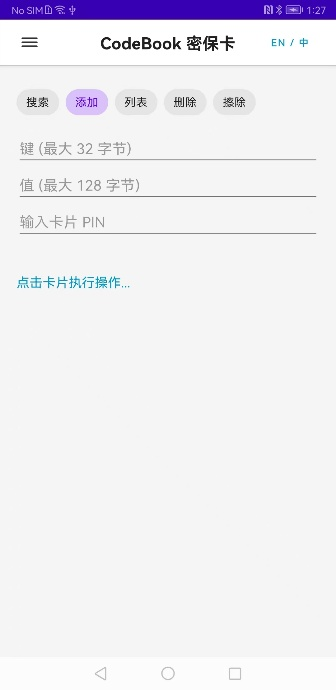 No SIM 1:27
CodeBook 密保卡 EN / 中
搜索 添加 列表 删除 擦除
键 (最大 32 字节)
值 (最大 128 字节)
输入卡片 PIN
点击卡片执行操作...